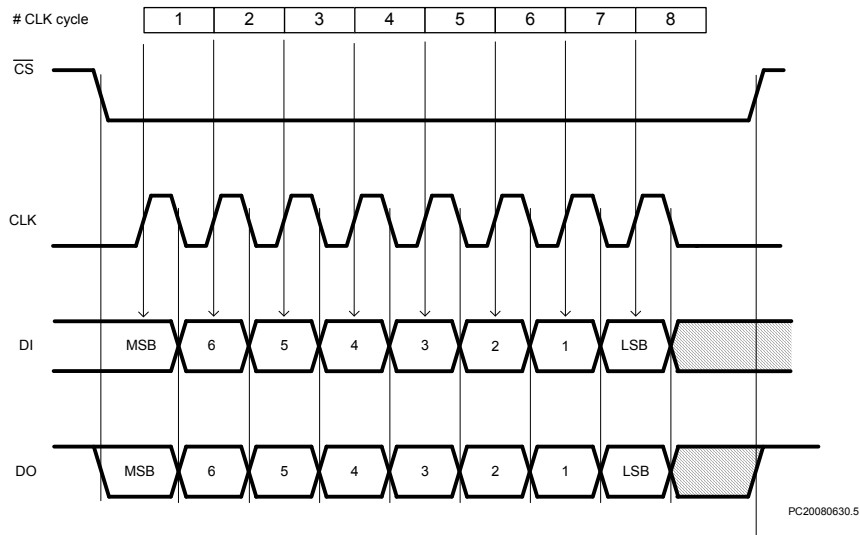 # CLK cycle 1 2 3 4 5 6 7 8
CS
CLK
DI MSB 6 5 4 3 2 1 LSB
DO MSB 6 5 4 3 2 1 LSB
PC20080630.5